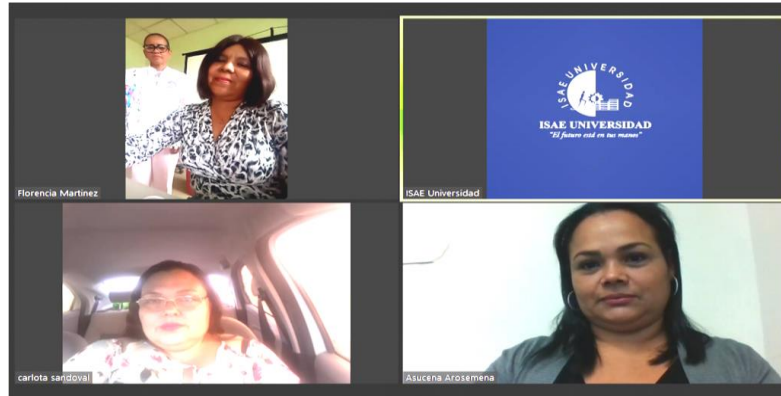 ISAE UNIVERSIDAD
ISAE UNIVERSIDAD
"El futuro está en tus manos"
Florencia Martinez
ISAE Universidad
carlota sandoval
Asucena Arosemena